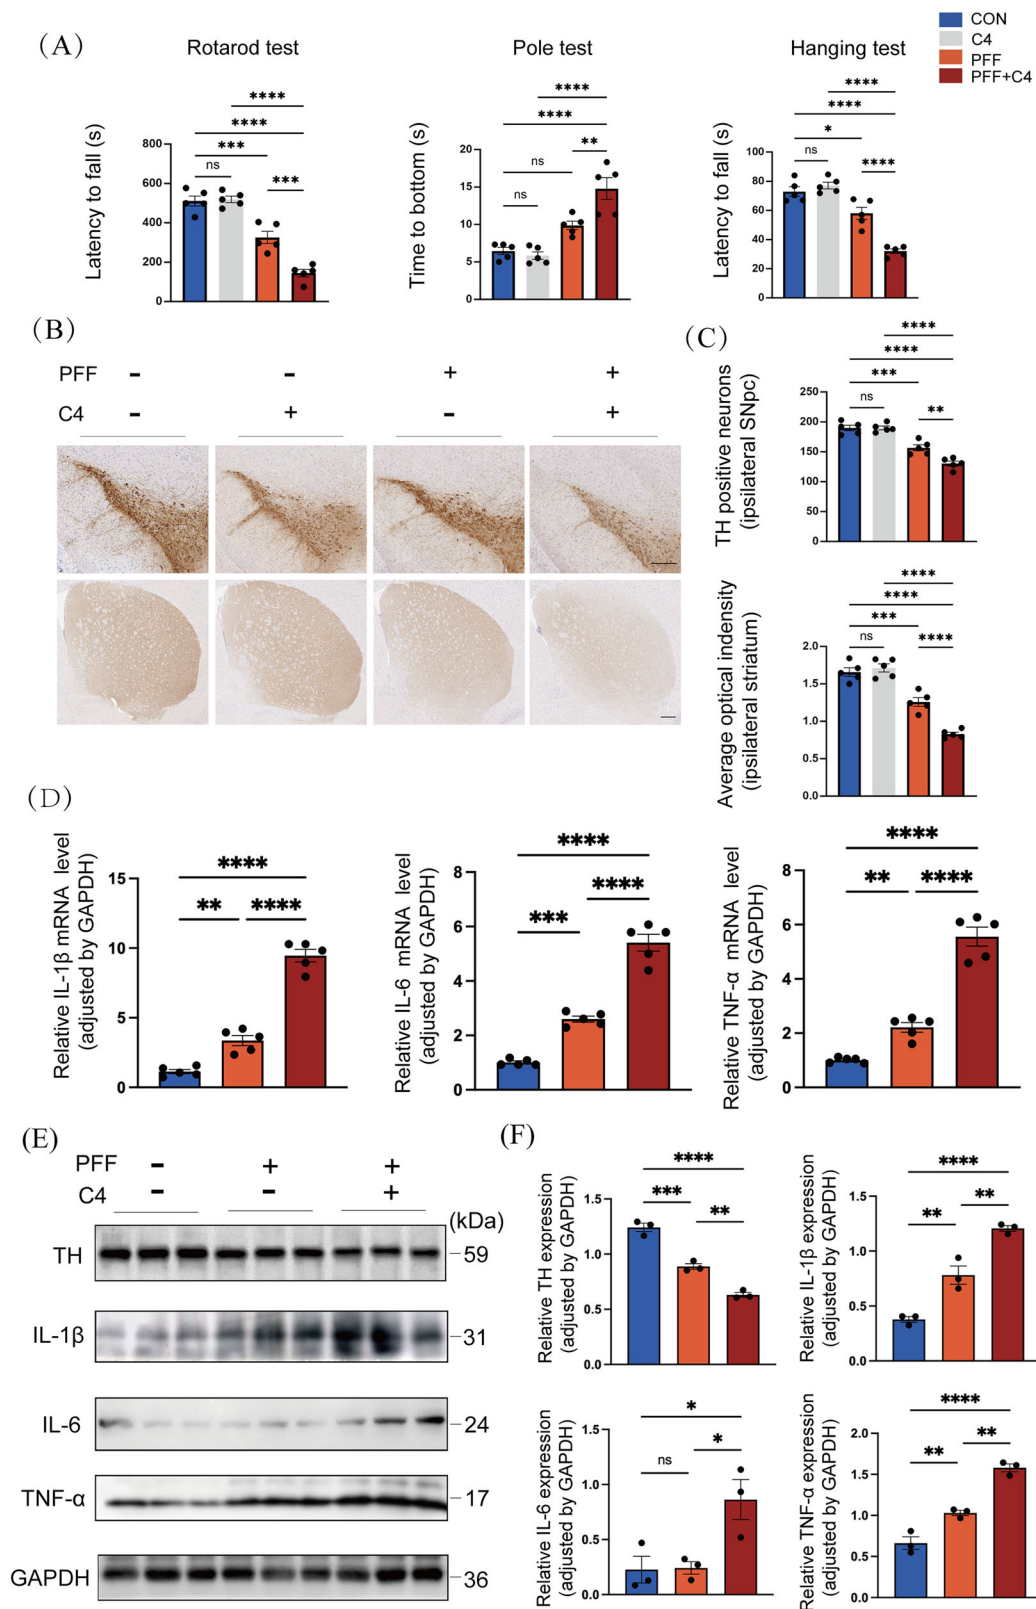 CON
C4
PFF
PFF+C4
(A)
Rotarod test
Latency to fall (s)
800
600
400
200
0
ns
***
****
****
***
Pole test
Time to bottom (s)
20
15
10
5
0
ns
ns
**
****
****
Hanging test
Latency to fall (s)
100
80
60
40
20
0
ns
*
****
****
****
(B)
PFF - - + +
C4 - + - +
(C)
TH positive neurons
(ipsilateral SNpc)
250
200
150
100
50
0
ns
***
**
****
****
Average optical indensity
(ipsilateral striatum)
2.0
1.5
1.0
0.5
0.0
ns
***
****
****
****
(D)
Relative IL-1β mRNA level
(adjusted by GAPDH)
15
10
5
0
****
** ****
Relative IL-6 mRNA level
(adjusted by GAPDH)
8
6
4
2
0
****
****
***
Relative TNF-α mRNA level
(adjusted by GAPDH)
8
6
4
2
0
****
** ****
(E)
PFF - + +
C4 - - +
(kDa)
TH 59
IL-1β 31
IL-6 24
TNF-α 17
GAPDH 36
(F)
Relative TH expression
(adjusted by GAPDH)
1.5
1.0
0.5
0.0
****
***
**
Relative IL-1β expression
(adjusted by GAPDH)
1.5
1.0
0.5
0.0
****
**
**
Relative IL-6 expression
(adjusted by GAPDH)
1.5
1.0
0.5
0.0
*
*
ns
Relative TNF-α expression
(adjusted by GAPDH)
2.0
1.5
1.0
0.5
0.0
****
**
**